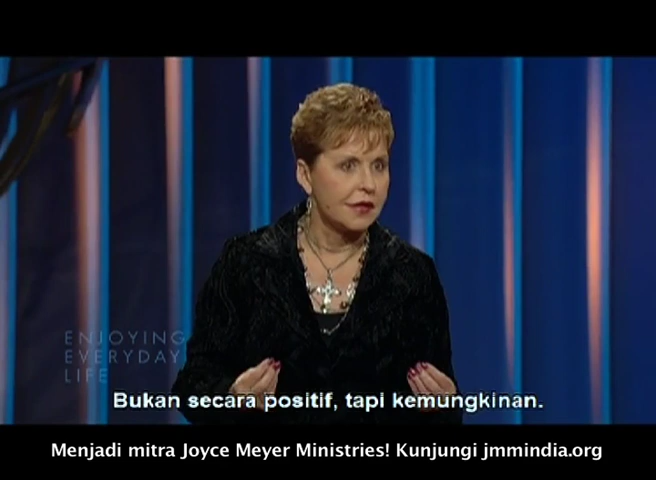 ENJOYING
EVERYDAY
LIFE
Bukan secara positif, tapi kemungkinan.
Menjadi mitra Joyce Meyer Ministries! Kunjungi jmmindia.org